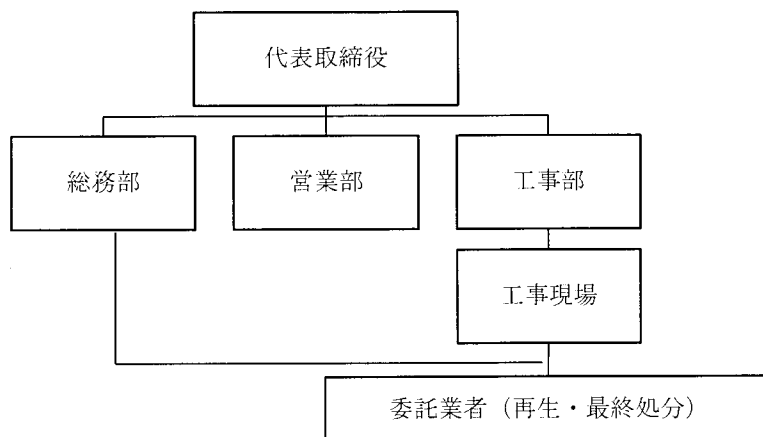 代表取締役
総務部
営業部
工事部
工事現場
委託業者（再生・最終処分）